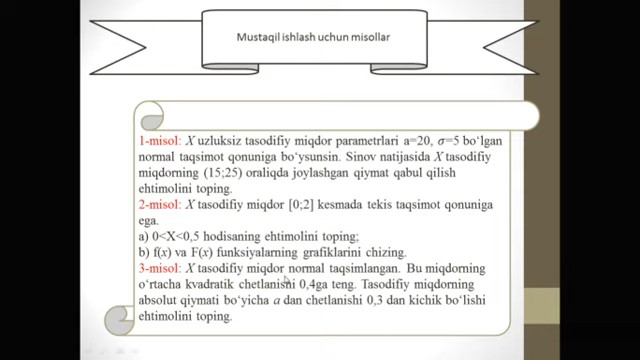 Mustaqil ishlash uchun misollar
1-misol: X uzluksiz tasodifiy miqdor parametrlari a=20, σ=5 bo'lgan
normal taqsimot qonuniga bo'ysunsin. Sinov natijasida X tasodifiy
miqdorning (15;25) oraliqda joylashgan qiymat qabul qilish
ehtimolini toping.
2-misol: X tasodifiy miqdor [0;2] kesmada tekis taqsimot qonuniga
ega.
a) 0<X<0,5 hodisaning ehtimolini toping;
b) f(x) va F(x) funksiyalarning grafiklarini chizing.
3-misol: X tasodifiy miqdor normal taqsimlangan. Bu miqdorning
o'rtacha kvadratik chetlanishi 0,4ga teng. Tasodifiy miqdorning
absolut qiymati bo'yicha a dan chetlanishi 0,3 dan kichik bo'lishi
ehtimolini toping.